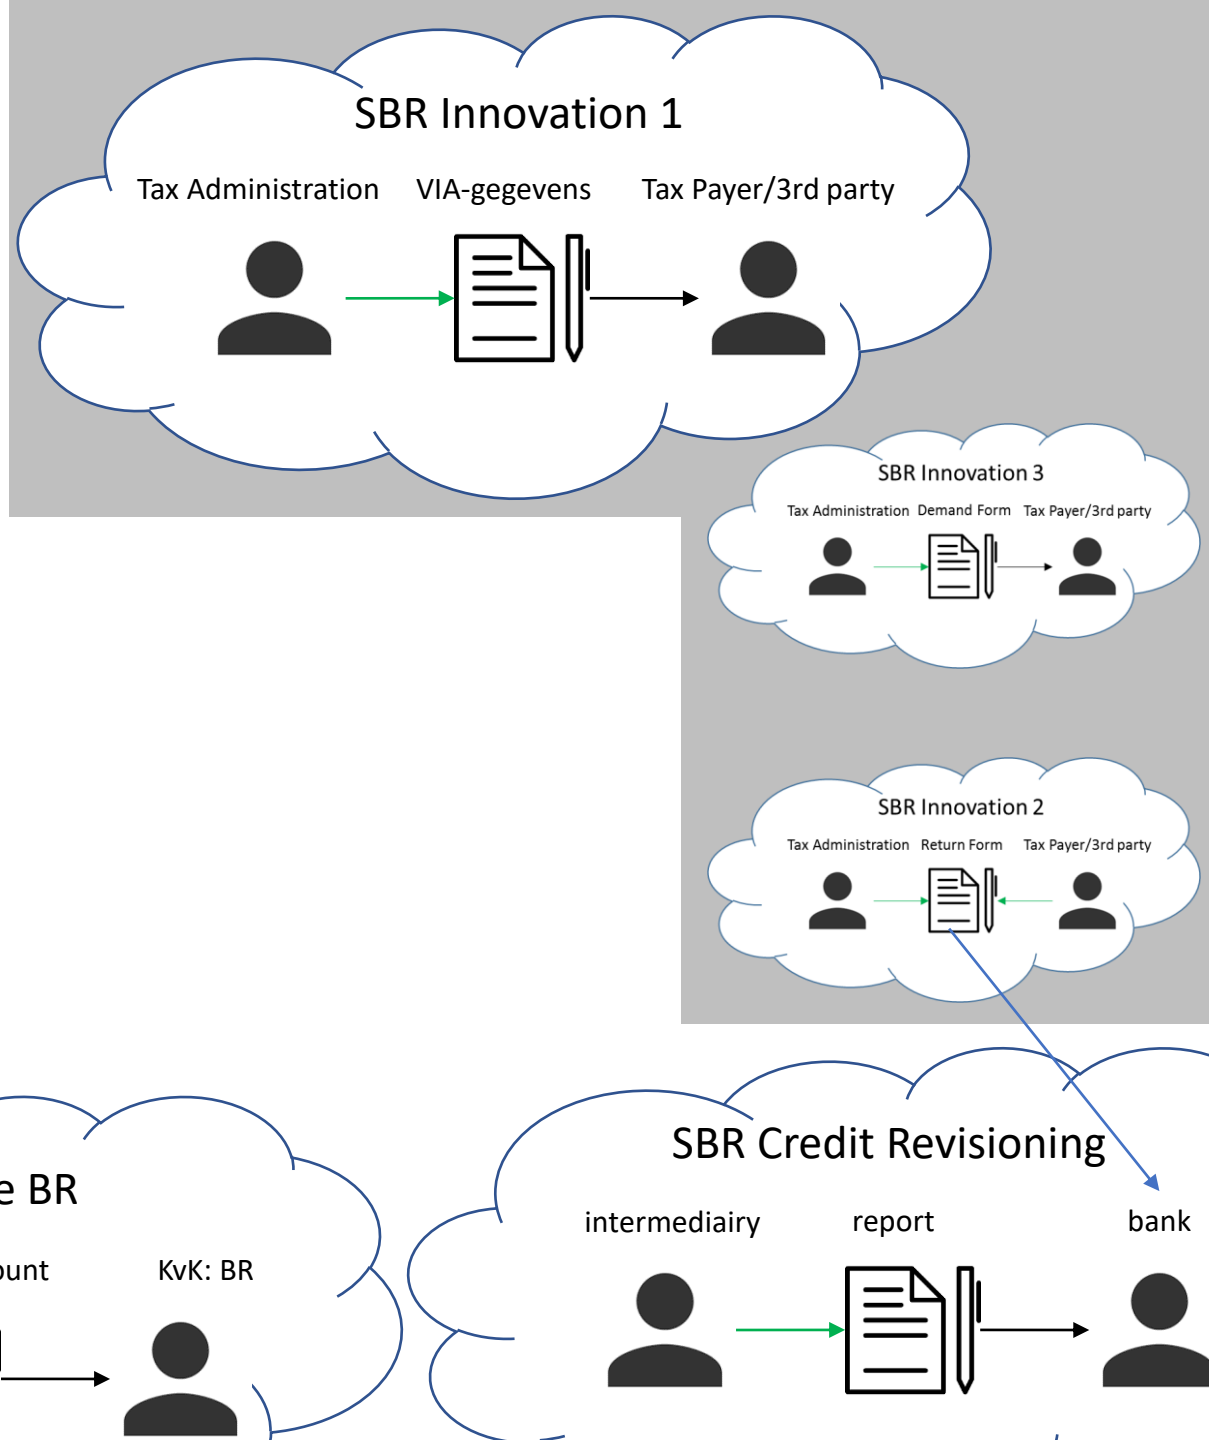 SBR Innovation 1
Tax Administration VIA-gegevens Tax Payer/3rd party
SBR Innovation 3
Tax Administration Demand Form Tax Payer/3rd party
SBR Innovation 2
Tax Administration Return Form Tax Payer/3rd party
e BR
ount KvK: BR
SBR Credit Revisioning
intermediairy report bank